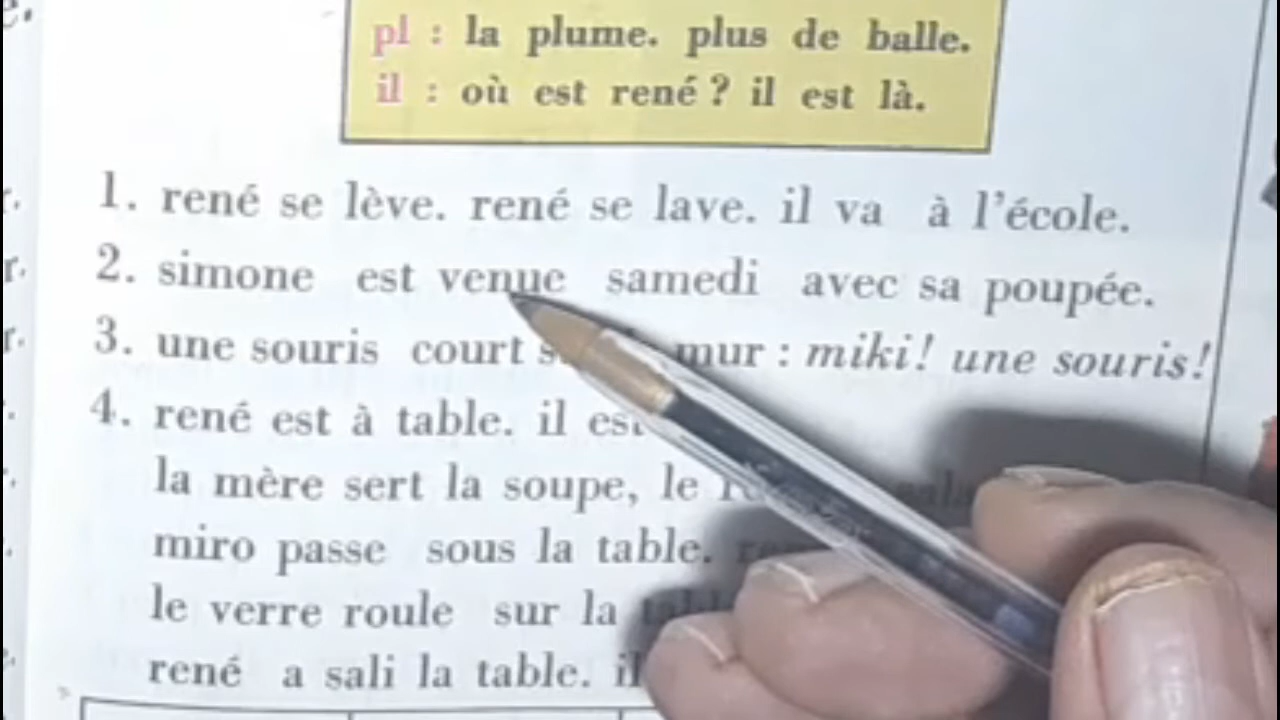 pl : la plume. plus de balle.
il : où est rené ? il est là.
1. rené se lève. rené se lave. il va à l'école.
2. simone est venue samedi avec sa poupée.
3. une souris court mur : miki! une souris!
4. rené est à table. il est
la mère sert la soupe, le
miro passe sous la table.
le verre roule sur la
rené a sali la table. il